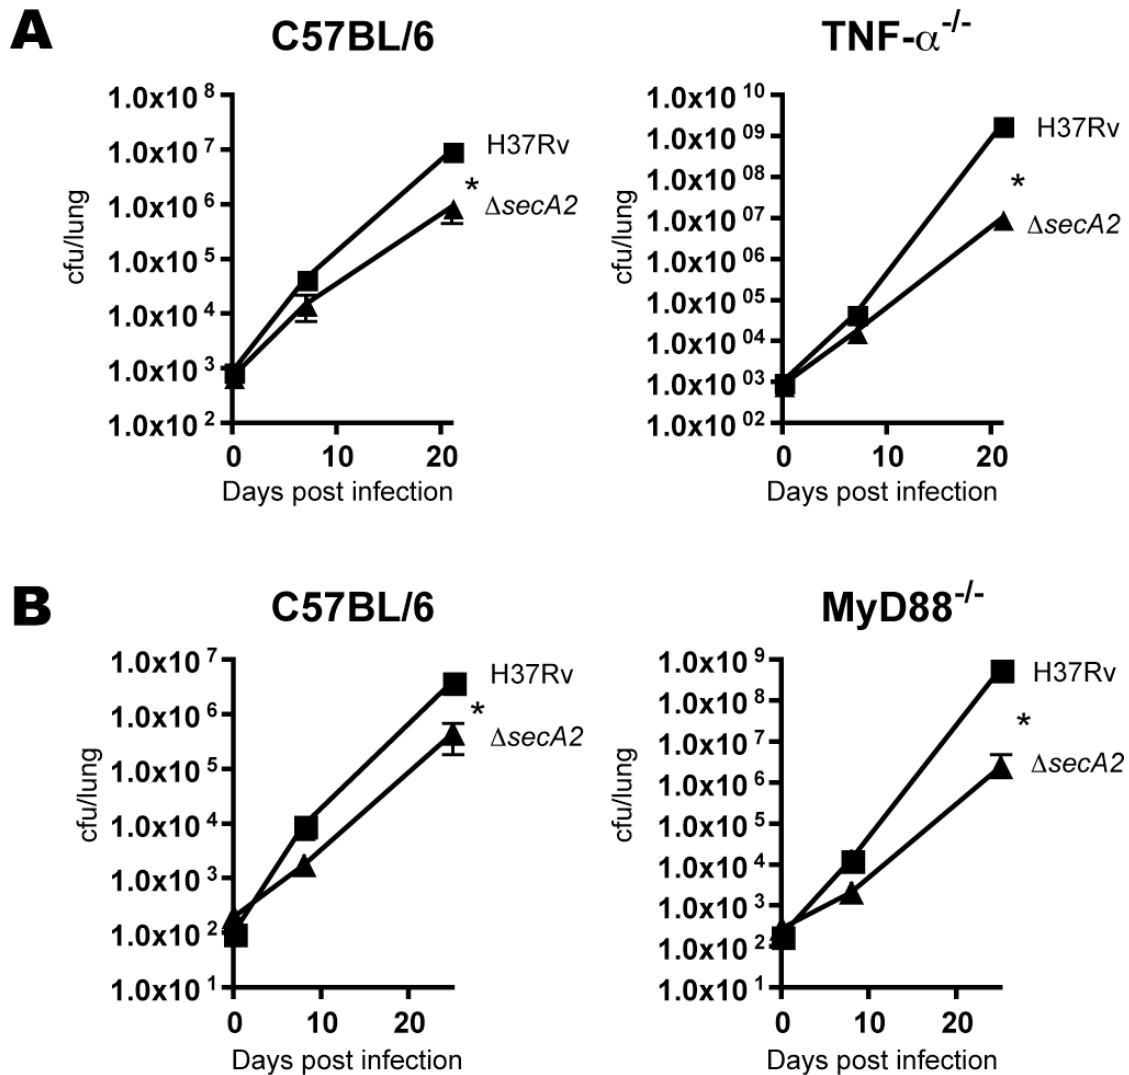 A
C57BL/6
TNF-α-/-
1.0x10 8
1.0x10 7
1.0x10 6
1.0x10 5
1.0x10 4
1.0x10 3
1.0x10 2
cfu/lung
H37Rv
*
ΔsecA2
0 10 20
Days post infection
1.0x10 10
1.0x10 09
1.0x10 08
1.0x10 07
1.0x10 06
1.0x10 05
1.0x10 04
1.0x10 03
1.0x10 02
cfu/lung
H37Rv
*
ΔsecA2
0 10 20
Days post infection
B
C57BL/6
MyD88-/-
1.0x10 7
1.0x10 6
1.0x10 5
1.0x10 4
1.0x10 3
1.0x10 2
1.0x10 1
cfu/lung
H37Rv
*
ΔsecA2
0 10 20
Days post infection
1.0x10 9
1.0x10 8
1.0x10 7
1.0x10 6
1.0x10 5
1.0x10 4
1.0x10 3
1.0x10 2
1.0x10 1
cfu/lung
H37Rv
*
ΔsecA2
0 10 20
Days post infection